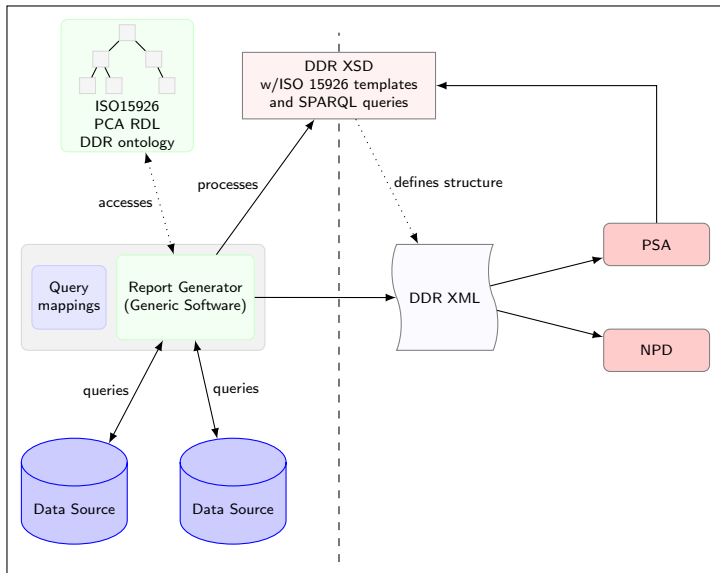 ISO15926
PCA RDL
DDR ontology
DDR XSD
w/ISO 15926 templates
and SPARQL queries
processes
accesses
defines structure
Query
mappings
Report Generator
(Generic Software)
DDR XML
PSA
NPD
queries
queries
Data Source
Data Source